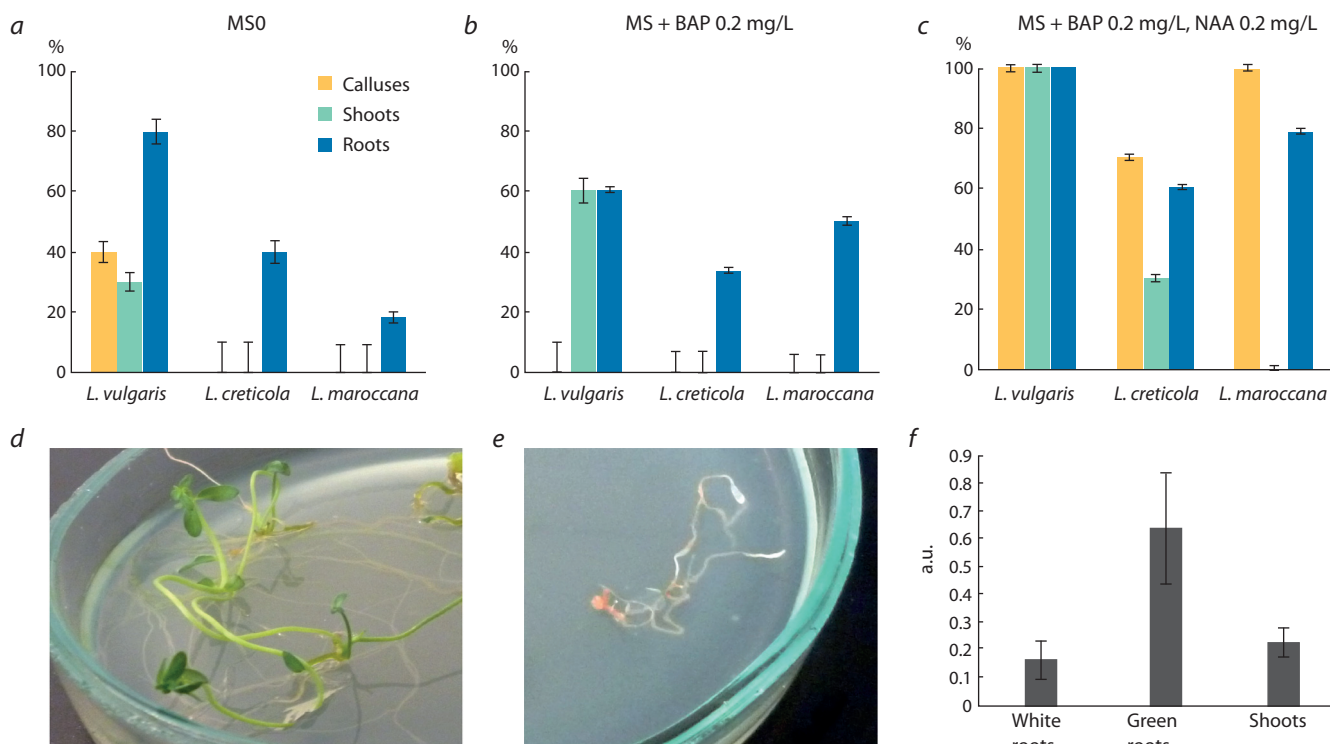 a
MS0
%
100
80
60
40
20
0
Calluses
Shoots
Roots
L. vulgaris
L. creticola
L. maroccana
b
MS + BAP 0.2 mg/L
%
100
80
60
40
20
0
L. vulgaris
L. creticola
L. maroccana
c
MS + BAP 0.2 mg/L, NAA 0.2 mg/L
%
100
80
60
40
20
0
L. vulgaris
L. creticola
L. maroccana
d
e
f
0.9
0.8
0.7
0.6
0.5
0.4
0.3
0.2
0.1
0
a.u.
White
roots
Green
roots
Shoots